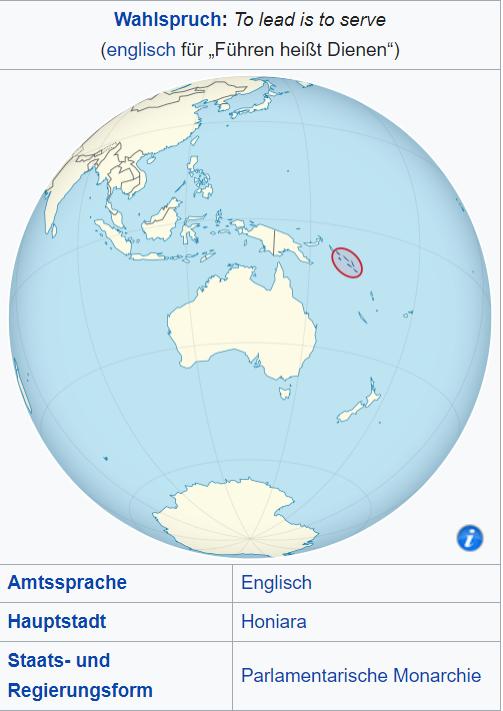 Wahlspruch: To lead is to serve
(englisch für „Führen heißt Dienen“)
Amtssprache Englisch
Hauptstadt Honiara
Staats- und
Regierungsform Parlamentarische Monarchie